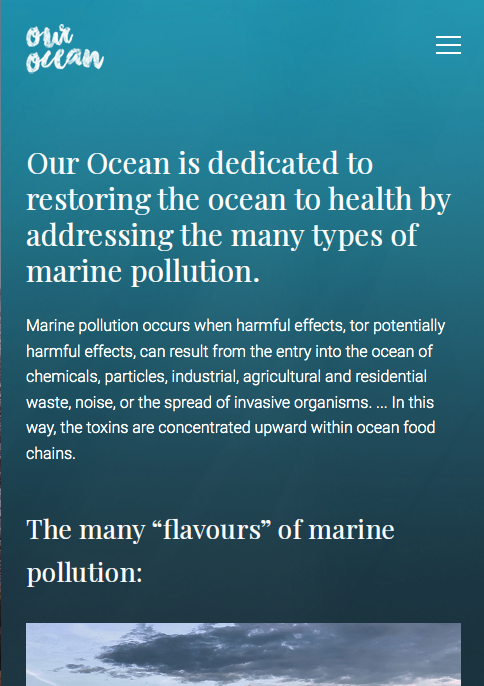 our
ocean
Our Ocean is dedicated to
restoring the ocean to health by
addressing the many types of
marine pollution.
Marine pollution occurs when harmful effects, tor potentially
harmful effects, can result from the entry into the ocean of
chemicals, particles, industrial, agricultural and residential
waste, noise, or the spread of invasive organisms. ... In this
way, the toxins are concentrated upward within ocean food
chains.
The many “flavours” of marine
pollution: